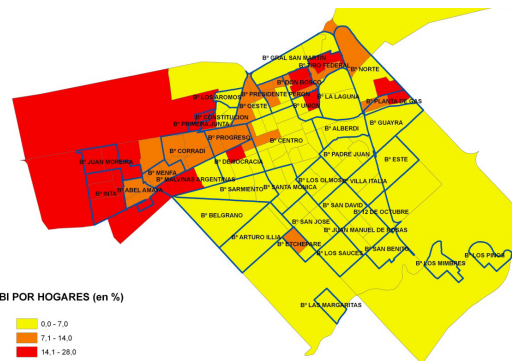 Bº GRAL SAN MARTIN
Bº TIRO FEDERAL
Bº NORTE
Bº DON BOSCO
Bº LOS AROMOS
Bº PRESIDENTE PERON
Bº LA LAGUNA
Bº PLANTA DE GAS
Bº OESTE
Bº UNION
Bº CONSTITUCION
Bº PRIMERA JUNTA
Bº GUAYRA
Bº ALBERDI
Bº PROGRESO
Bº CENTRO
Bº CORRADI
Bº PADRE JUAN
Bº JUAN MOREIRA
Bº DEMOCRACIA
Bº ESTE
Bº MENFA
Bº MALVINAS ARGENTINAS
Bº LOS OLMOS
Bº VILLA ITALIA
Bº INTA
Bº ABEL AMAYA
Bº SARMIENTO
Bº SANTA MONICA
Bº SAN DAVID
Bº 12 DE OCTUBRE
Bº BELGRANO
Bº SAN JOSE
Bº JUAN MANUEL DE ROSAS
Bº ARTURO ILLIA
Bº ETCHEPARE
Bº SAN BENITO
Bº LOS SAUCES
Bº LOS PINOS
Bº LOS MIMBRES
BI POR HOGARES (en %)
Bº LAS MARGARITAS
0,0 - 7,0
7,1 - 14,0
14,1 - 28,0